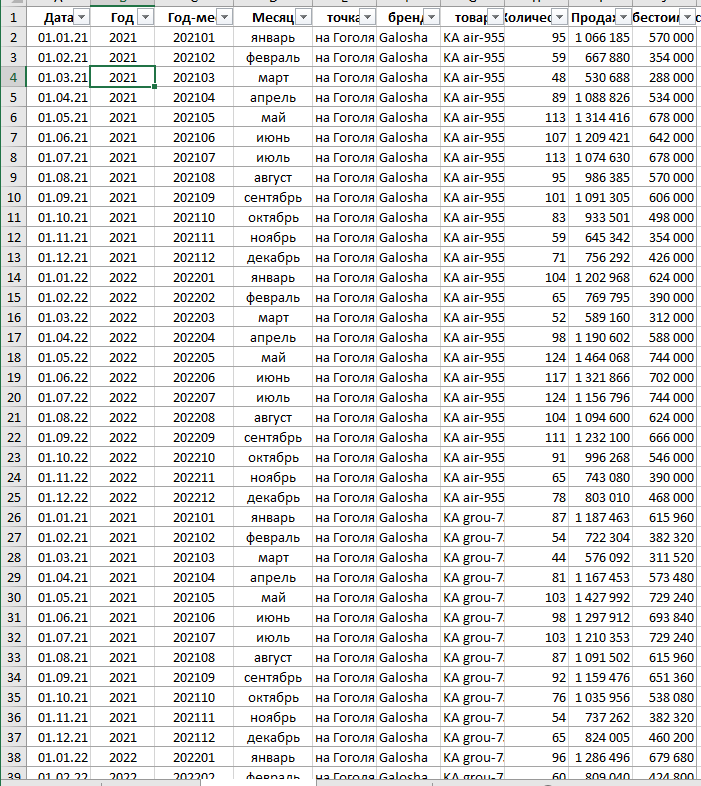 1 Дата Год Год-ме Месяц точка бренд товар Количес Продаж бестоим
2 01.01.21 2021 202101 январь на Гоголя Galosha KA air-955 95 1 066 185 570 000
3 01.02.21 2021 202102 февраль на Гоголя Galosha KA air-955 59 667 880 354 000
4 01.03.21 2021 202103 март на Гоголя Galosha KA air-955 48 530 688 288 000
5 01.04.21 2021 202104 апрель на Гоголя Galosha KA air-955 89 1 088 826 534 000
6 01.05.21 2021 202105 май на Гоголя Galosha KA air-955 113 1 314 416 678 000
7 01.06.21 2021 202106 июнь на Гоголя Galosha KA air-955 107 1 209 421 642 000
8 01.07.21 2021 202107 июль на Гоголя Galosha KA air-955 113 1 074 630 678 000
9 01.08.21 2021 202108 август на Гоголя Galosha KA air-955 95 986 385 570 000
10 01.09.21 2021 202109 сентябрь на Гоголя Galosha KA air-955 101 1 091 305 606 000
11 01.10.21 2021 202110 октябрь на Гоголя Galosha KA air-955 83 933 501 498 000
12 01.11.21 2021 202111 ноябрь на Гоголя Galosha KA air-955 59 645 342 354 000
13 01.12.21 2021 202112 декабрь на Гоголя Galosha KA air-955 71 756 292 426 000
14 01.01.22 2022 202201 январь на Гоголя Galosha KA air-955 104 1 202 968 624 000
15 01.02.22 2022 202202 февраль на Гоголя Galosha KA air-955 65 769 795 390 000
16 01.03.22 2022 202203 март на Гоголя Galosha KA air-955 52 589 160 312 000
17 01.04.22 2022 202204 апрель на Гоголя Galosha KA air-955 98 1 190 602 588 000
18 01.05.22 2022 202205 май на Гоголя Galosha KA air-955 124 1 464 068 744 000
19 01.06.22 2022 202206 июнь на Гоголя Galosha KA air-955 117 1 321 866 702 000
20 01.07.22 2022 202207 июль на Гоголя Galosha KA air-955 124 1 156 796 744 000
21 01.08.22 2022 202208 август на Гоголя Galosha KA air-955 104 1 094 600 624 000
22 01.09.22 2022 202209 сентябрь на Гоголя Galosha KA air-955 111 1 232 100 666 000
23 01.10.22 2022 202210 октябрь на Гоголя Galosha KA air-955 91 996 268 546 000
24 01.11.22 2022 202211 ноябрь на Гоголя Galosha KA air-955 65 743 080 390 000
25 01.12.22 2022 202212 декабрь на Гоголя Galosha KA air-955 78 803 010 468 000
26 01.01.21 2021 202101 январь на Гоголя Galosha KA grou-7 87 1 187 463 615 960
27 01.02.21 2021 202102 февраль на Гоголя Galosha KA grou-7 54 722 304 382 320
28 01.03.21 2021 202103 март на Гоголя Galosha KA grou-7 44 576 092 311 520
29 01.04.21 2021 202104 апрель на Гоголя Galosha KA grou-7 81 1 167 453 573 480
30 01.05.21 2021 202105 май на Гоголя Galosha KA grou-7 103 1 427 992 729 240
31 01.06.21 2021 202106 июнь на Гоголя Galosha KA grou-7 98 1 297 912 693 840
32 01.07.21 2021 202107 июль на Гоголя Galosha KA grou-7 103 1 210 353 729 240
33 01.08.21 2021 202108 август на Гоголя Galosha KA grou-7 87 1 091 502 615 960
34 01.09.21 2021 202109 сентябрь на Гоголя Galosha KA grou-7 92 1 159 476 651 360
35 01.10.21 2021 202110 октябрь на Гоголя Galosha KA grou-7 76 1 035 956 538 080
36 01.11.21 2021 202111 ноябрь на Гоголя Galosha KA grou-7 54 737 262 382 320
37 01.12.21 2021 202112 декабрь на Гоголя Galosha KA grou-7 65 824 005 460 200
38 01.01.22 2022 202201 январь на Гоголя Galosha KA grou-7 96 1 286 496 679 680
39 01.02.22 2022 202202 февраль на Гоголя Galosha KA grou-7 60 809 040 424 800